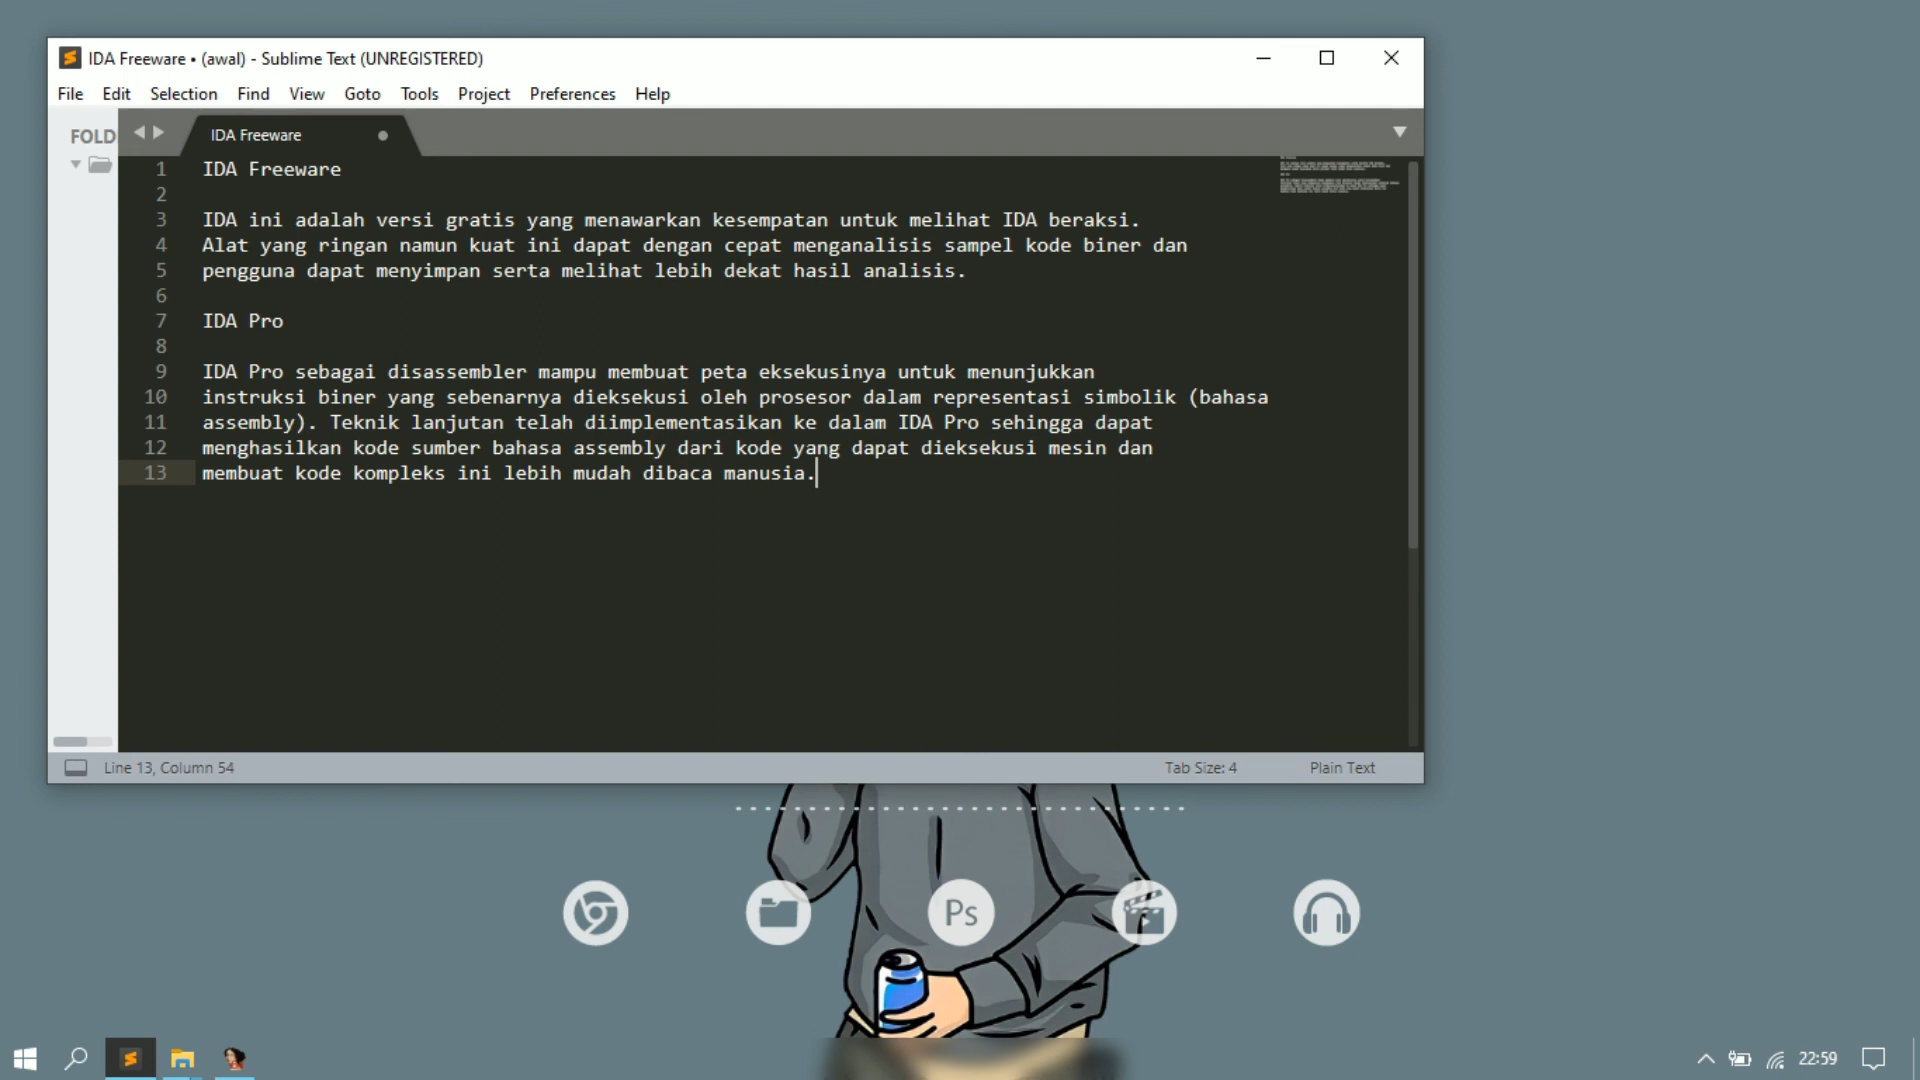 IDA Freeware • (awal) - Sublime Text (UNREGISTERED)
File Edit Selection Find View Goto Tools Project Preferences Help
FOLD
IDA Freeware
1 IDA Freeware
2
3 IDA ini adalah versi gratis yang menawarkan kesempatan untuk melihat IDA beraksi.
4 Alat yang ringan namun kuat ini dapat dengan cepat menganalisis sampel kode biner dan
5 pengguna dapat menyimpan serta melihat lebih dekat hasil analisis.
6
7 IDA Pro
8
9 IDA Pro sebagai disassembler mampu membuat peta eksekusinya untuk menunjukkan
10 instruksi biner yang sebenarnya dieksekusi oleh prosesor dalam representasi simbolik (bahasa
11 assembly). Teknik lanjutan telah diimplementasikan ke dalam IDA Pro sehingga dapat
12 menghasilkan kode sumber bahasa assembly dari kode yang dapat dieksekusi mesin dan
13 membuat kode kompleks ini lebih mudah dibaca manusia.
Line 13, Column 54
Tab Size: 4
Plain Text
Ps
22:59